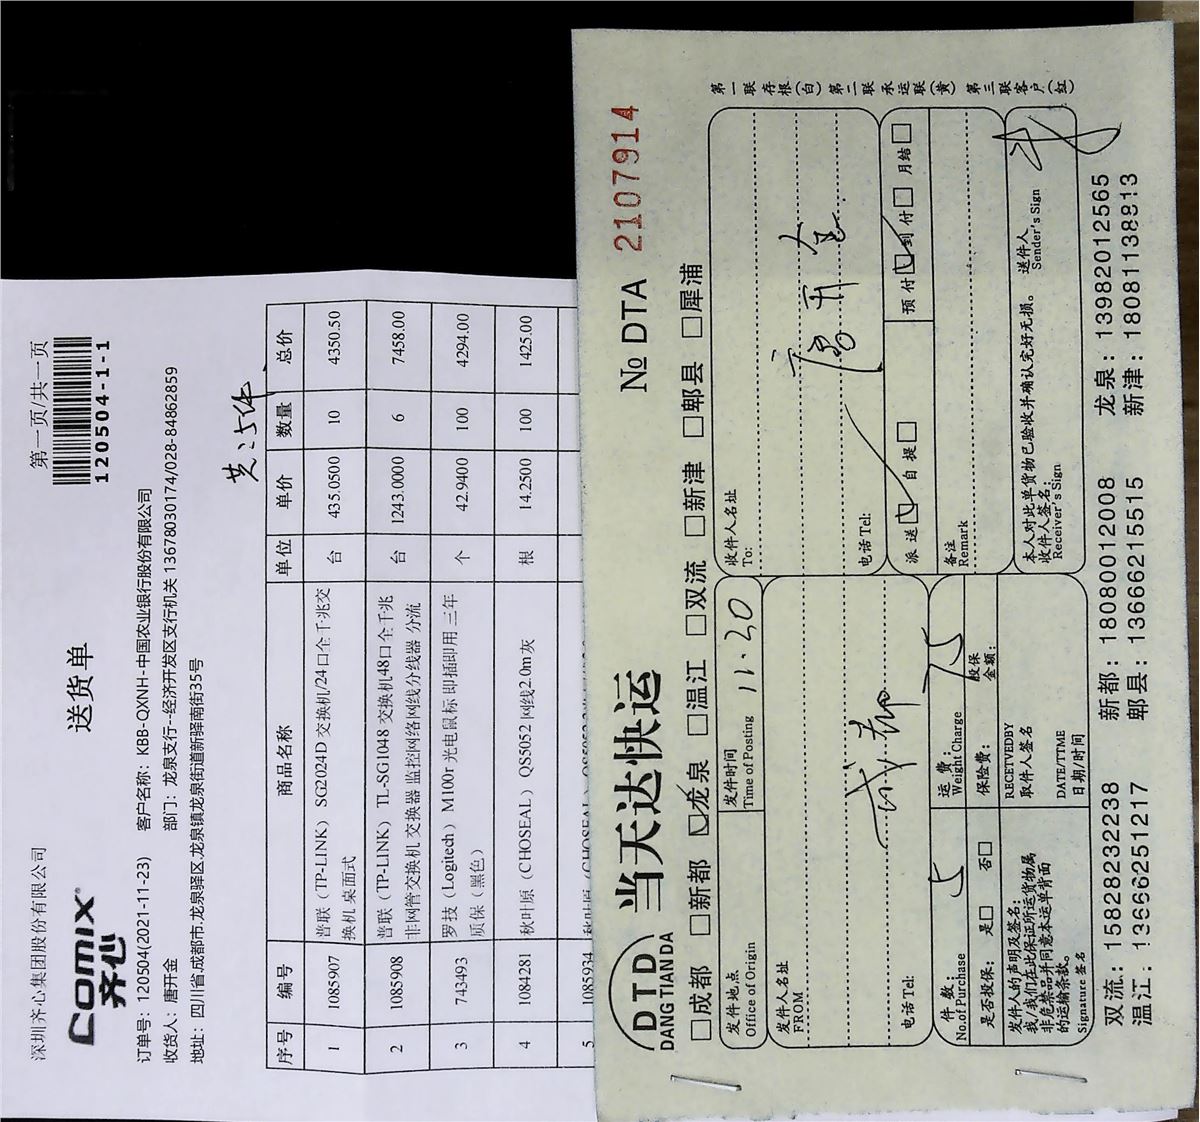 深圳齐心集团股份有限公司
第一页/共一页
Comix®
齐心
送货单
120504-1-1
订单号：120504(2021-11-23)
客户名称：KBB-QXNH-中国农业银行股份有限公司
收货人：唐开金
部门：龙泉支行--经济开发区支行机关 13678030174/028-84862859
地址：四川省,成都市,龙泉驿区,龙泉镇龙泉街道新驿南街35号
共25件
序号 编号 商品名称 单位 单价 数量 总价
1 1085907 普联（TP-LINK）SG2024D 交换机/24口全千兆交换机 桌面式 台 435.0500 10 4350.50
2 1085908 普联（TP-LINK）TL-SG1048 交换机48口全千兆非网管交换机 交换器 监控网络网线分线器 分流 台 1243.0000 6 7458.00
3 743493 罗技（Logitech）M100r 光电鼠标 即插即用 三年质保（黑色） 个 42.9400 100 4294.00
4 1084281 秋叶原（CHOSEAL）QS5052 网线2.0m灰 根 14.2500 100 1425.00
5 1085934
DTD
DANG TIAN DA
当天达快运
№ DTA 2107914
□成都 □新都 ☑龙泉 □温江 □双流 □新津 □郫县 □犀浦
第一联存根(白) 第二联承运联(黄) 第三联客户(红)
发件地点
Office of Origin
发件时间
Time of Posting
11.30
发件人名址
FROM
成都
电话Tel:
件数：
No.of Purchase
5
运费：
Weight Charge
75
是否投保： 是□ 否□
保险费：
投保
金额：
发件人的声明及签名：
我/我们在此保证所运货物属
非危禁品并同意本运单背面
的运输条款。
Signature 签名
RECETVEDBY
取件人签名
DATE/TTME
日期/时间
收件人名址
To:
唐开金
电话Tel:
派送☑ 自提□
预付☑ 到付□ 月结□
备注
Remark
本人对此单货物已验收并确认完好无损。
收件人签名：
Receiver's Sign
送件人
Sender's Sign
双流：15828232238 新都：18080012008 龙泉：13982012565
温江：13666251217 郫县：13666215515 新津：18081138813